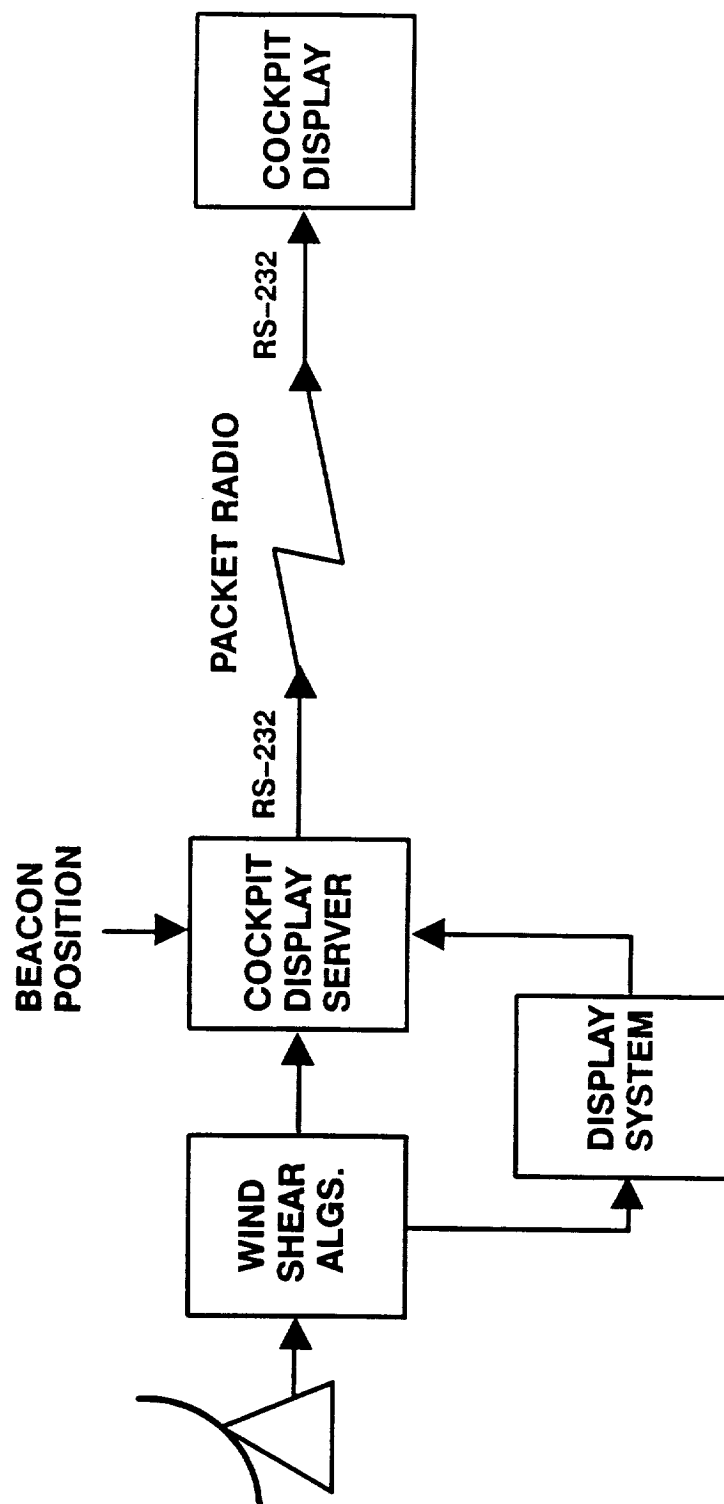 BEACON
POSITION
WIND
SHEAR
ALGS.
COCKPIT
DISPLAY
SERVER
RS–232
PACKET RADIO
RS–232
COCKPIT
DISPLAY
DISPLAY
SYSTEM